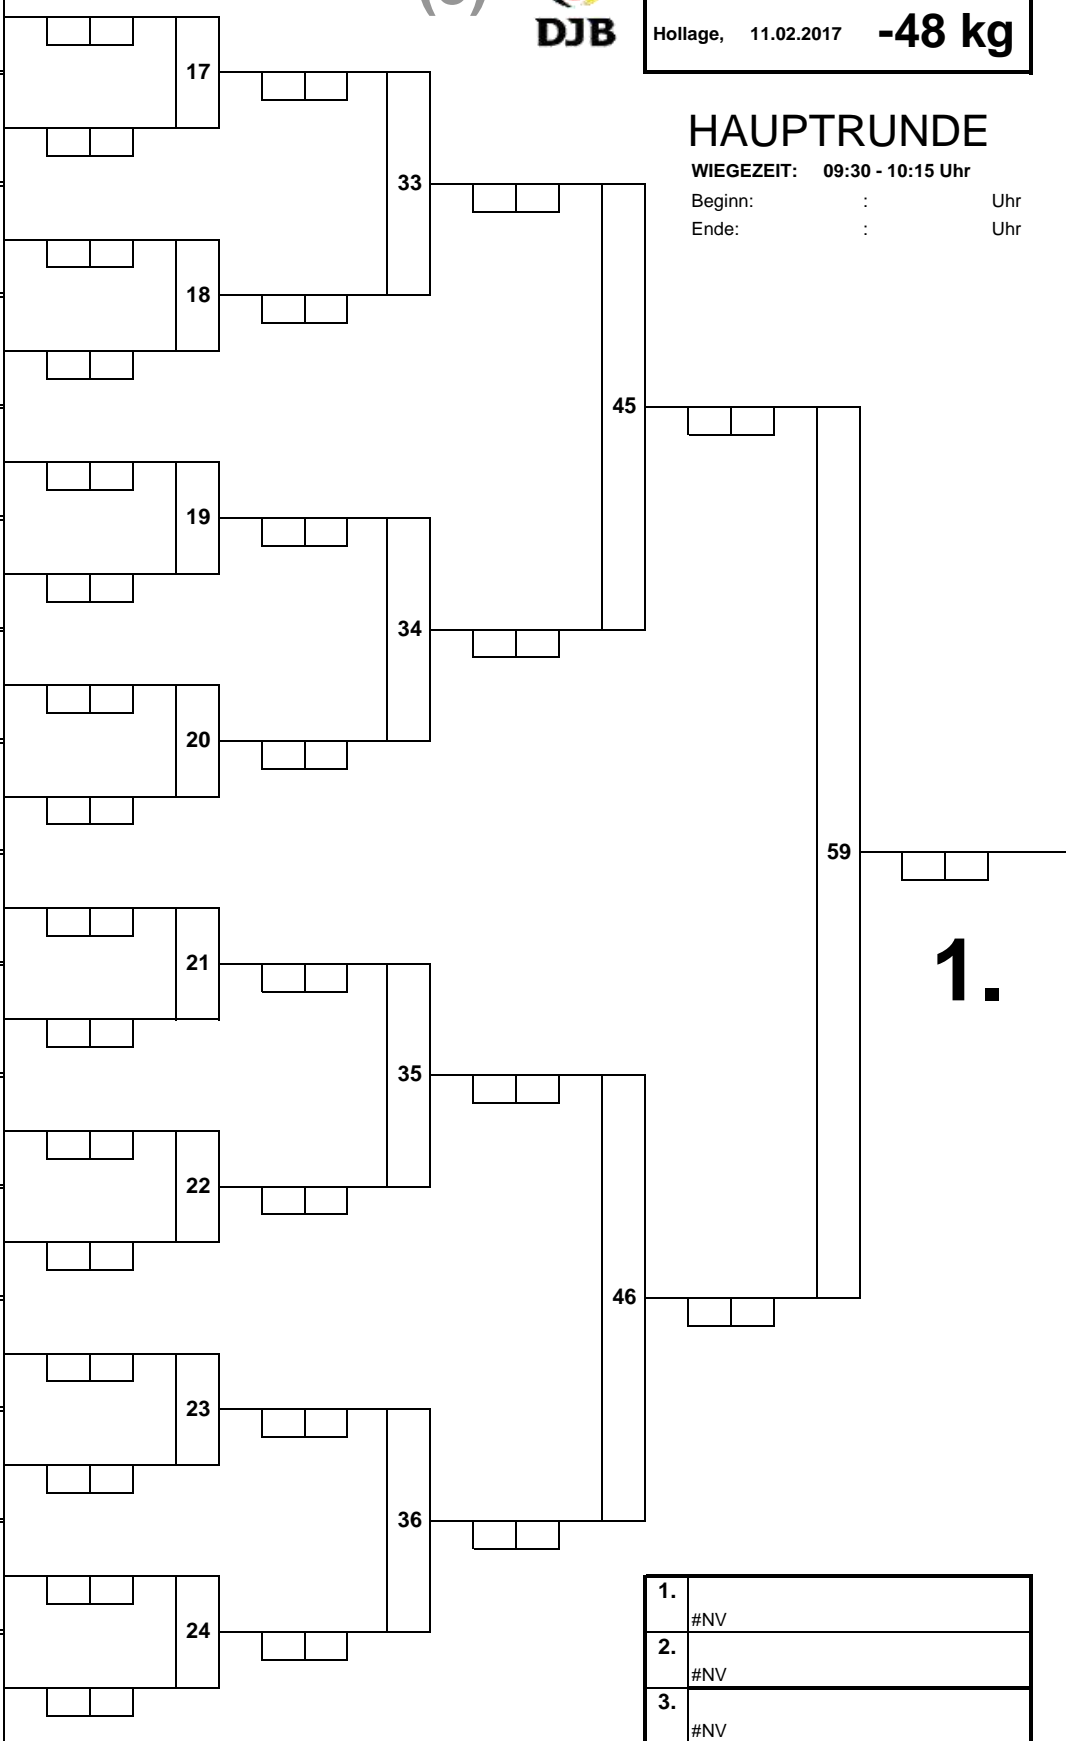 DJB
Hollage, 11.02.2017 -48 kg
HAUPTRUNDE
WIEGEZEIT: 09:30 - 10:15 Uhr
Beginn: : Uhr
Ende: : Uhr
17
33
18
45
19
34
20
59
21
1.
35
22
46
23
36
24
1.
#NV
2.
#NV
3.
#NV